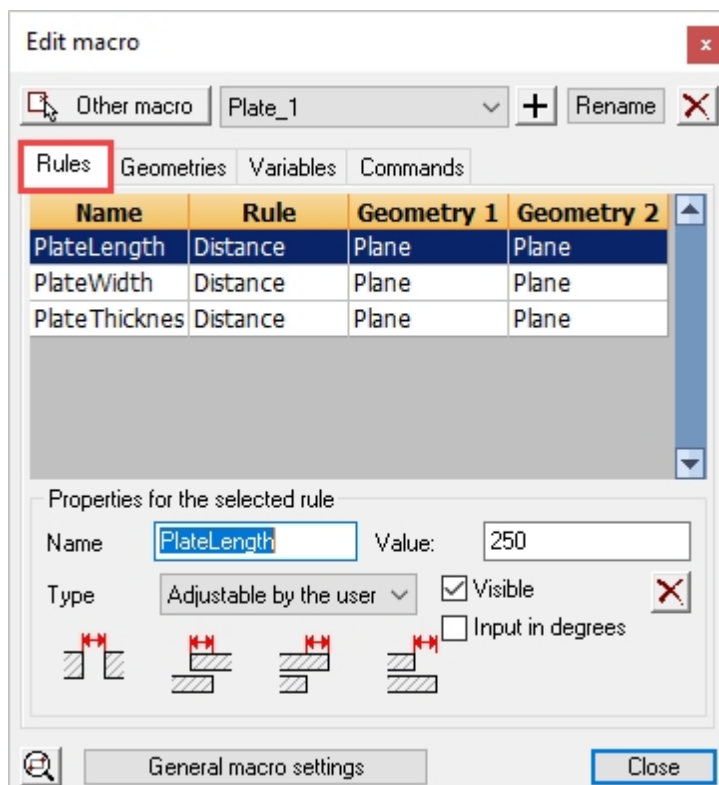 Edit macro
x
Other macro Plate_1 Rename
Rules Geometries Variables Commands
Name Rule Geometry 1 Geometry 2
PlateLength Distance Plane Plane
PlateWidth Distance Plane Plane
PlateThicknes Distance Plane Plane
Properties for the selected rule
Name PlateLength Value: 250
Type Adjustable by the user Visible
Input in degrees
General macro settings Close